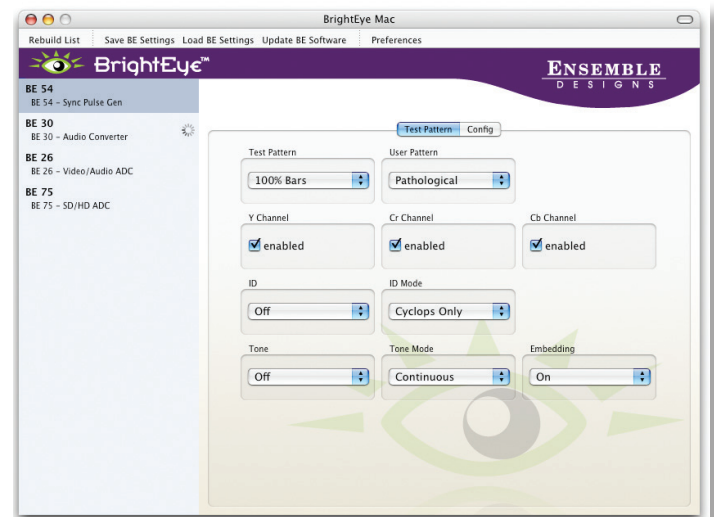 BrightEye Mac
Rebuild List Save BE Settings Load BE Settings Update BE Software Preferences
BrightEye™
ENSEMBLE
DESIGNS
BE 54
BE 54 – Sync Pulse Gen
BE 30
BE 30 – Audio Converter
BE 26
BE 26 – Video/Audio ADC
BE 75
BE 75 – SD/HD ADC
Test Pattern Config
Test Pattern User Pattern
100% Bars Pathological
Y Channel Cr Channel Cb Channel
enabled enabled enabled
ID ID Mode
Off Cyclops Only
Tone Tone Mode Embedding
Off Continuous On